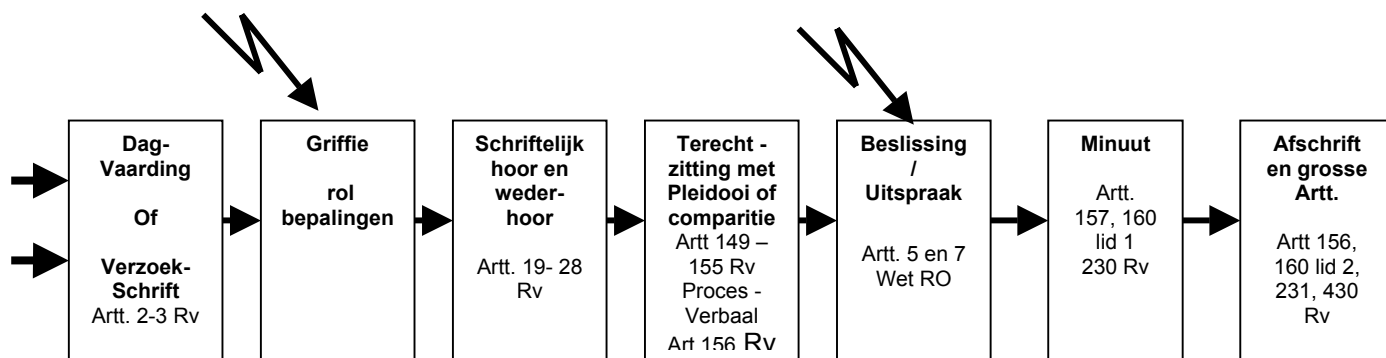 Dag-
Vaarding
Of
Verzoek-
Schrift
Artt. 2-3 Rv
Griffie
rol
bepalingen
Schriftelijk
hoor en
weder-
hoor
Artt. 19- 28
Rv
Terecht -
zitting met
Pleidooi of
comparitie
Artt 149 –
155 Rv
Proces -
Verbaal
Art 156 Rv
Beslissing
/
Uitspraak
Artt. 5 en 7
Wet RO
Minuut
Artt.
157, 160
lid 1
230 Rv
Afschrift
en grosse
Artt.
Artt 156,
160 lid 2,
231, 430
Rv